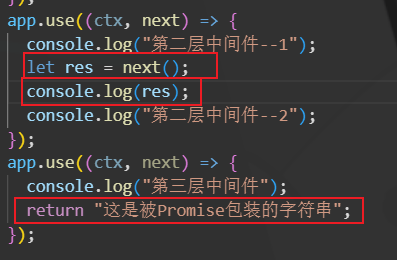 });
app.use((ctx, next) => {
  console.log("第二层中间件--1");
  let res = next();
  console.log(res);
  console.log("第二层中间件--2");
});
app.use((ctx, next) => {
  console.log("第三层中间件");
  return "这是被Promise包装的字符串";
});